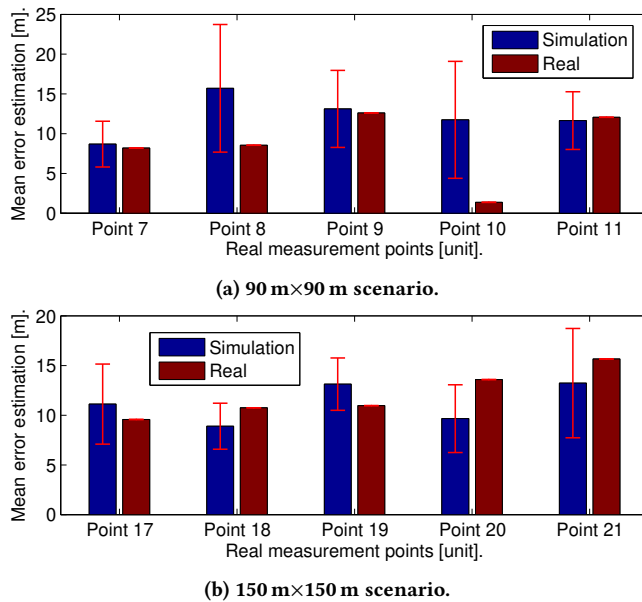 25
20
15
10
5
0
Mean error estimation [m].
Simulation
Real
Point 7 Point 8 Point 9 Point 10 Point 11
Real measurement points [unit].
(a) 90 m×90 m scenario.
20
15
10
5
0
Mean error estimation [m].
Simulation
Real
Point 17 Point 18 Point 19 Point 20 Point 21
Real measurement points [unit].
(b) 150 m×150 m scenario.